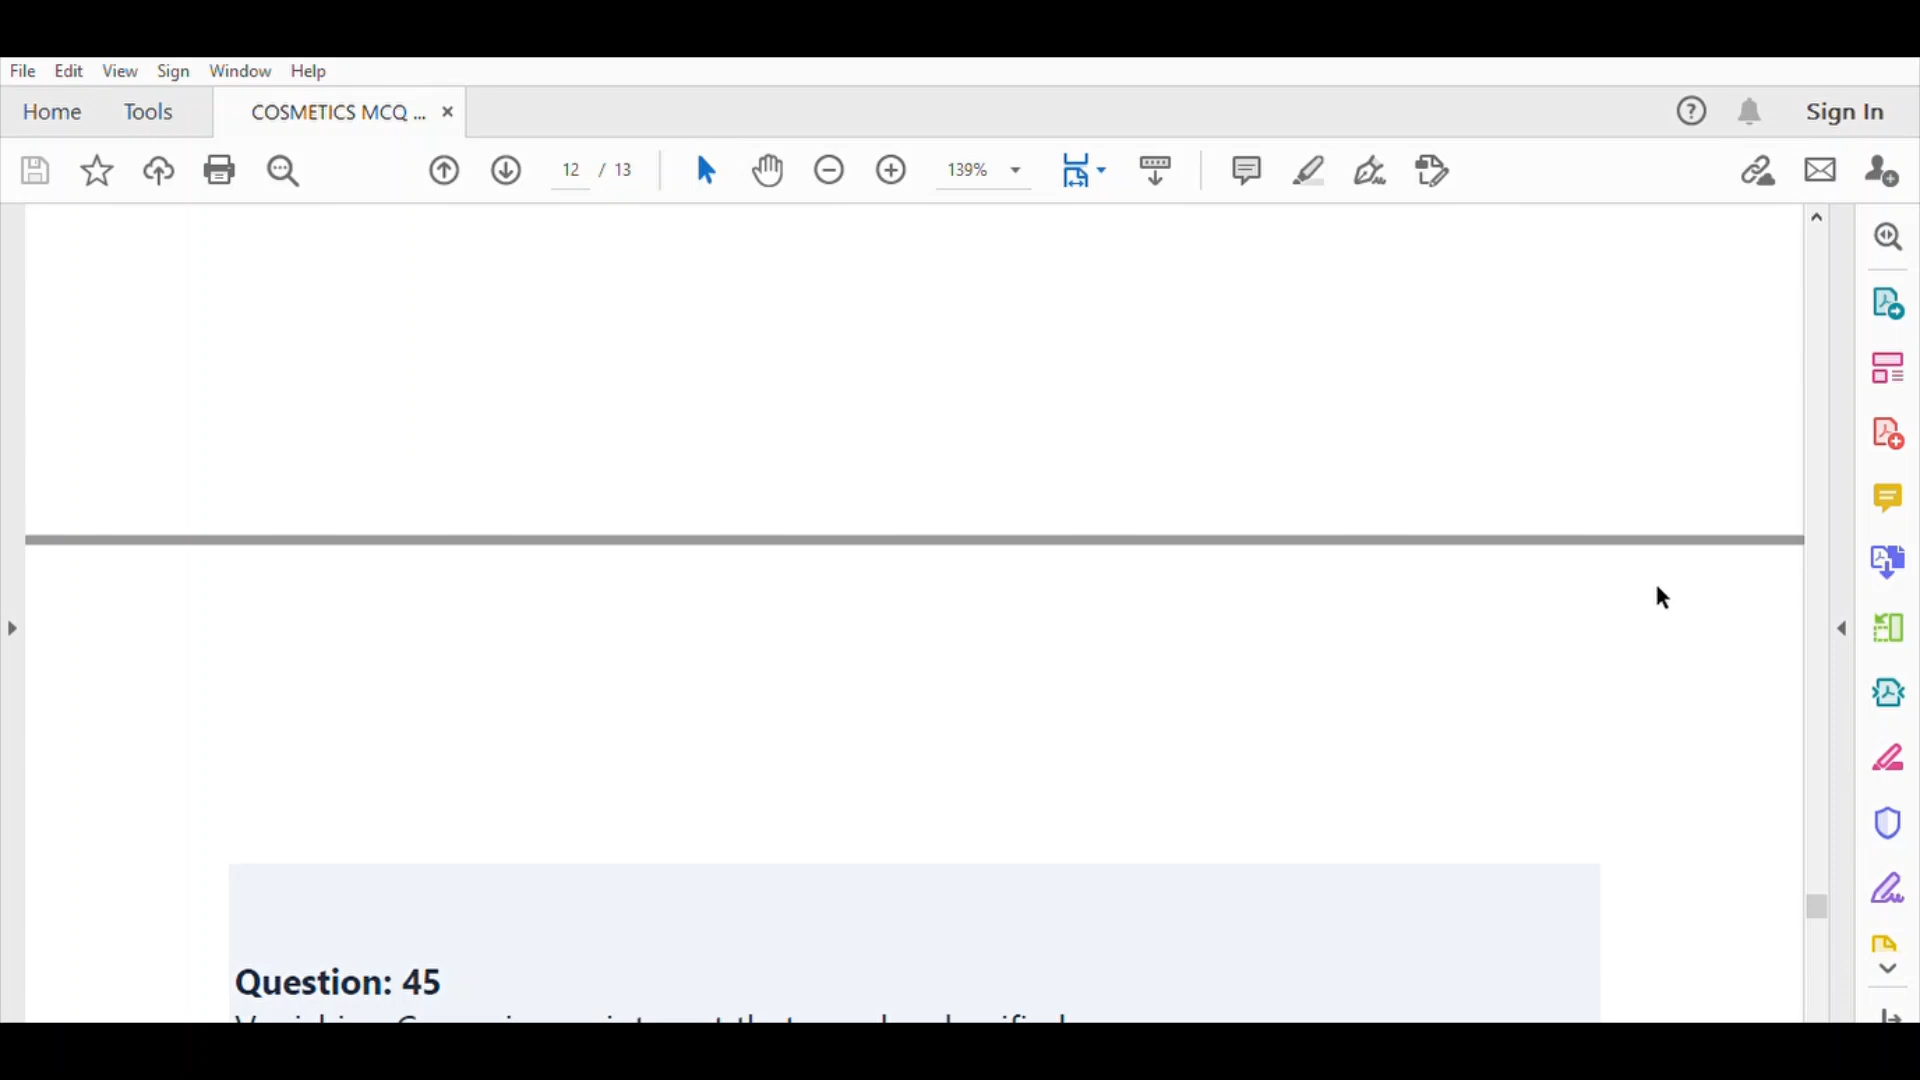 File Edit View Sign Window Help
Home Tools COSMETICS MCQ ... Sign In
12 / 13 139%
Question: 45